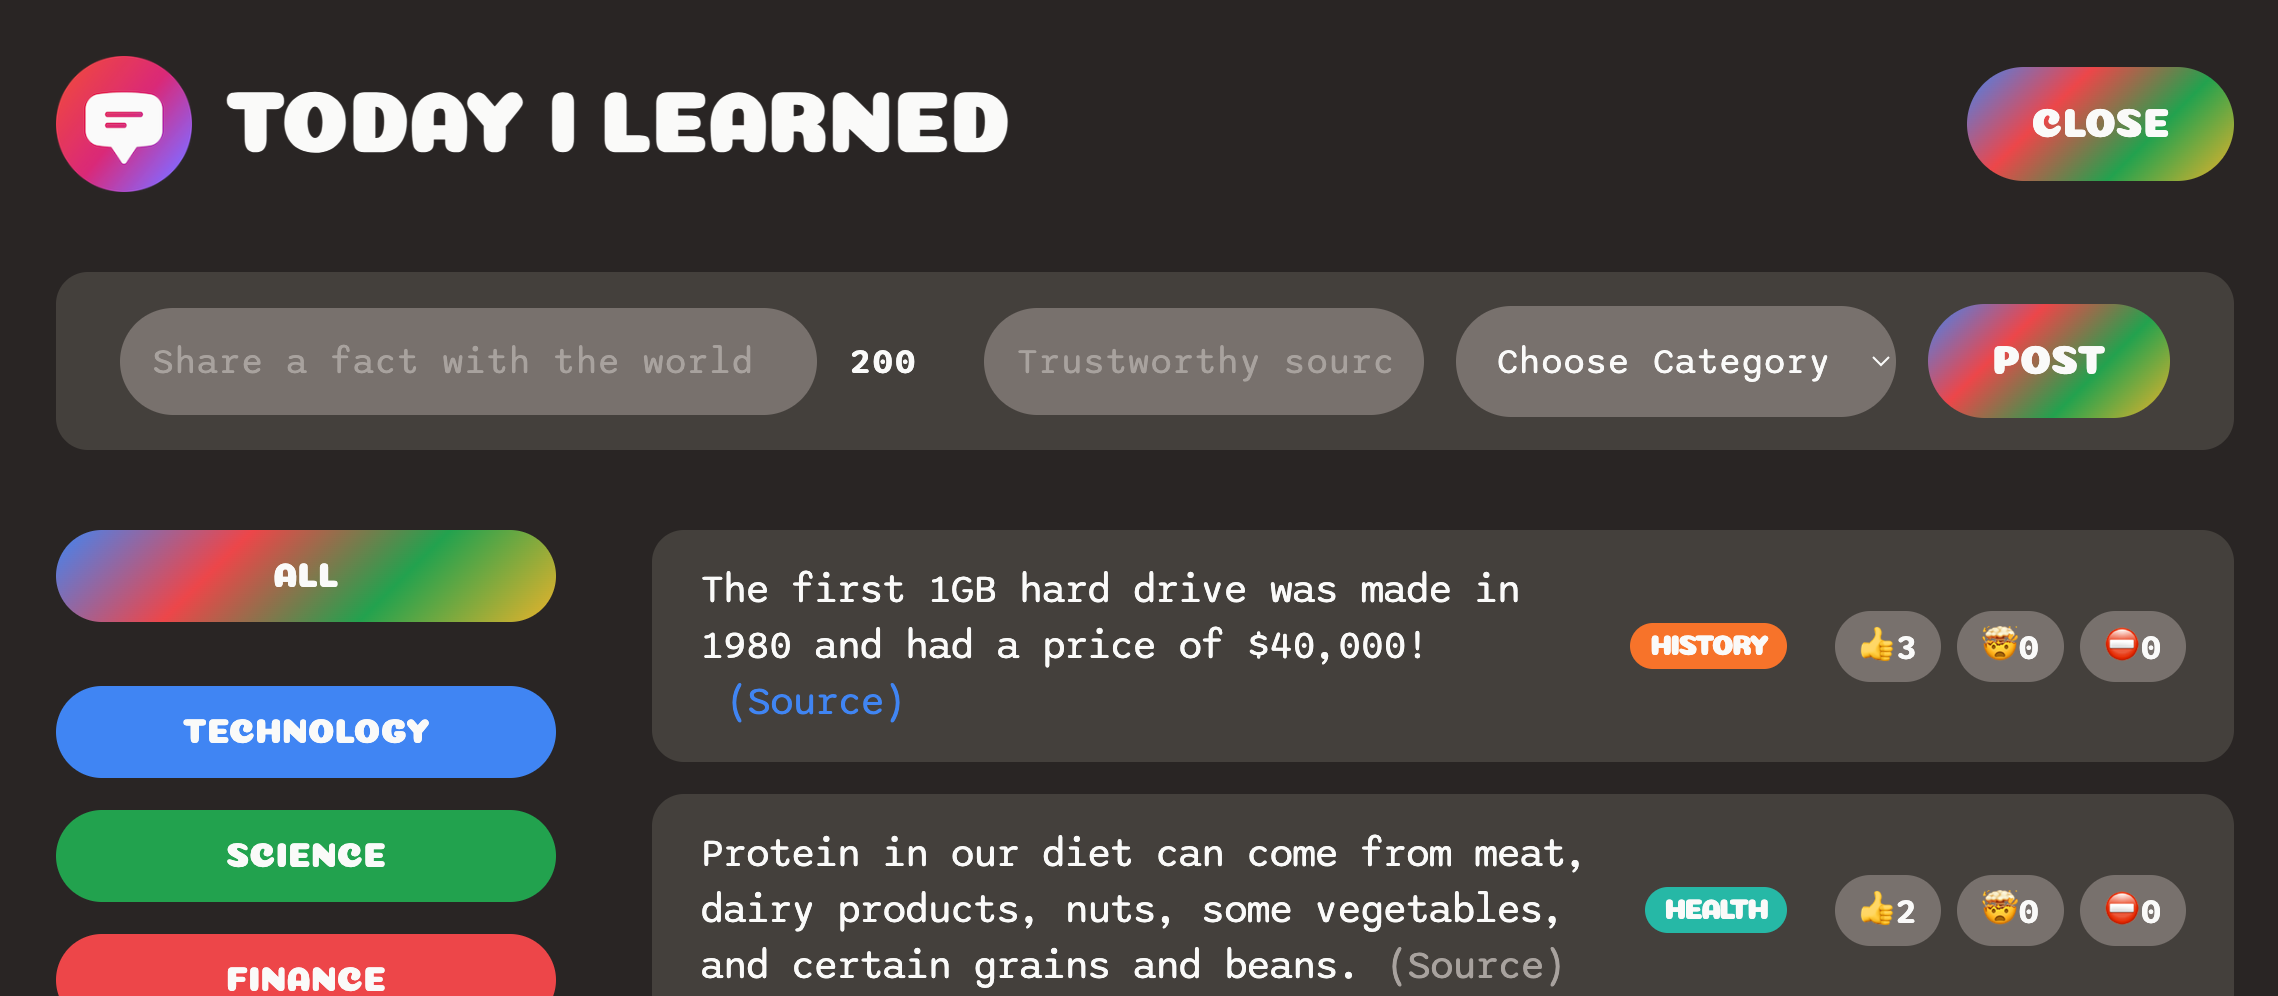 TODAY I LEARNED
CLOSE
Share a fact with the world
200
Trustworthy sourc
Choose Category
POST
ALL
TECHNOLOGY
SCIENCE
FINANCE
The first 1GB hard drive was made in
1980 and had a price of $40,000!
(Source)
HISTORY
👍3
🤯0
⛔0
Protein in our diet can come from meat,
dairy products, nuts, some vegetables,
and certain grains and beans. (Source)
HEALTH
👍2
🤯0
⛔0